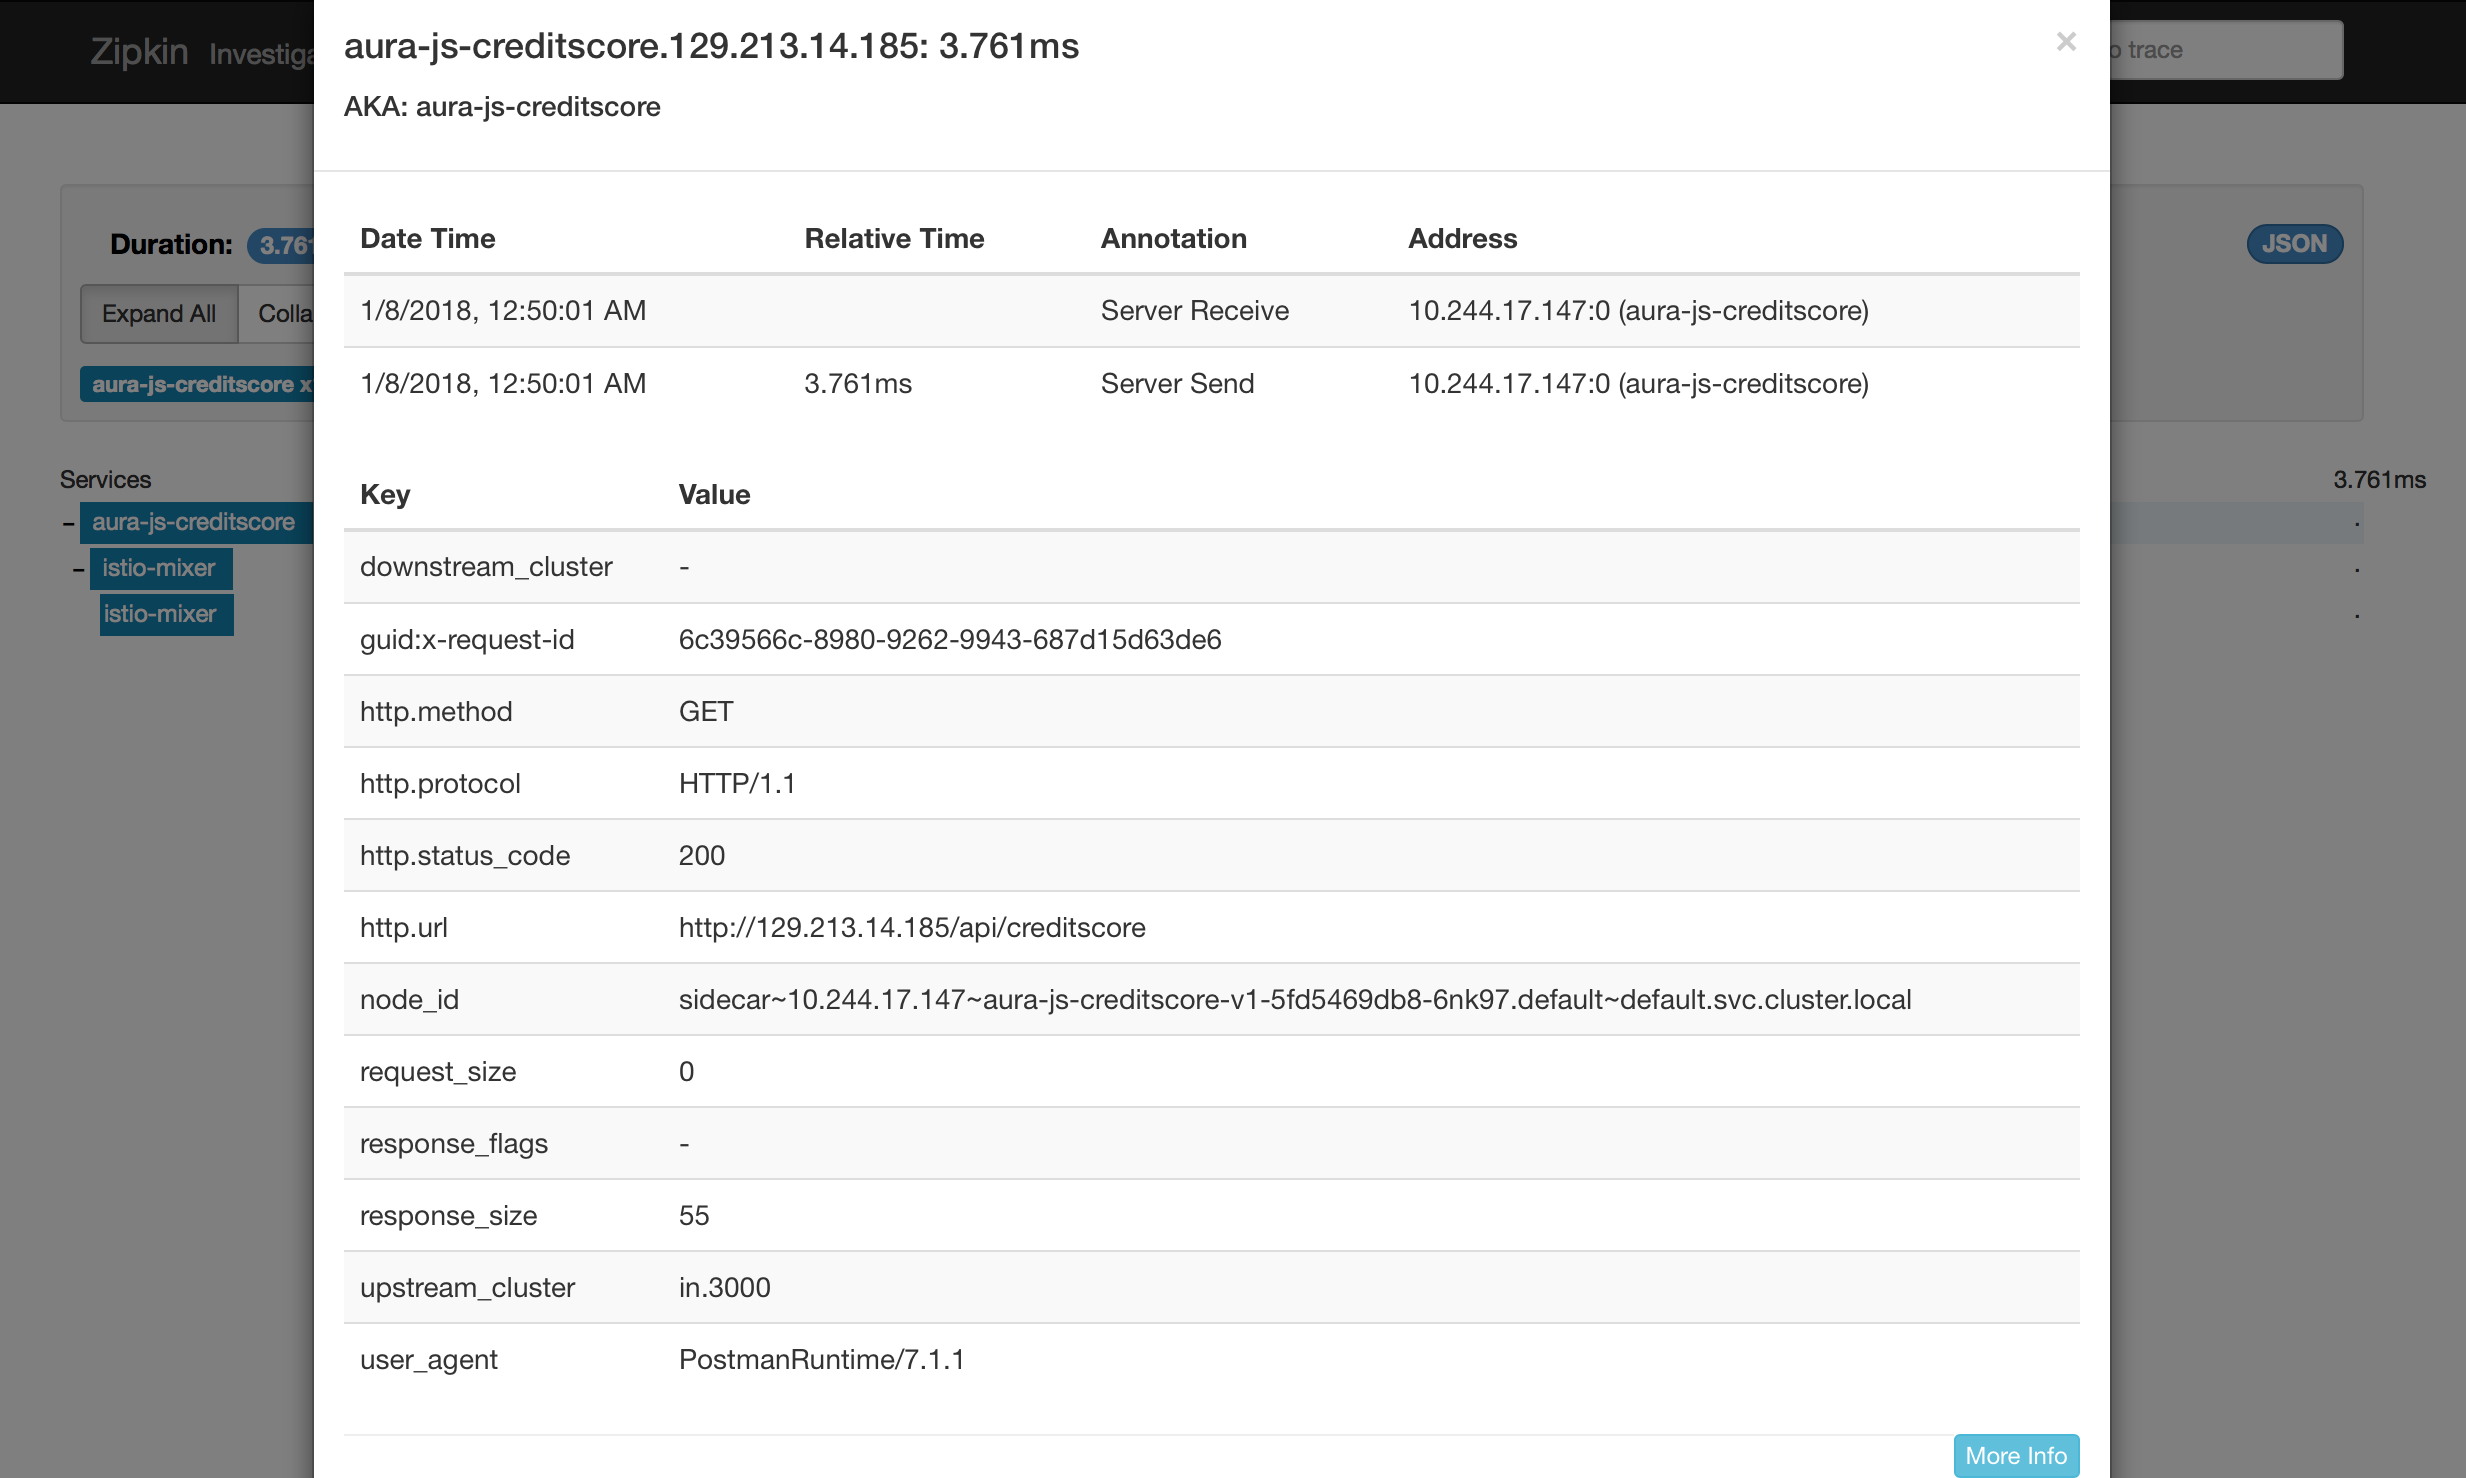 Zipkin Investiga
aura-js-creditscore.129.213.14.185: 3.761ms
×
o trace
AKA: aura-js-creditscore
Duration: 3.761
JSON
Expand All Colla
aura-js-creditscore x
Date Time Relative Time Annotation Address
1/8/2018, 12:50:01 AM Server Receive 10.244.17.147:0 (aura-js-creditscore)
1/8/2018, 12:50:01 AM 3.761ms Server Send 10.244.17.147:0 (aura-js-creditscore)
Services
3.761ms
- aura-js-creditscore
- istio-mixer
istio-mixer
Key Value
downstream_cluster -
guid:x-request-id 6c39566c-8980-9262-9943-687d15d63de6
http.method GET
http.protocol HTTP/1.1
http.status_code 200
http.url http://129.213.14.185/api/creditscore
node_id sidecar~10.244.17.147~aura-js-creditscore-v1-5fd5469db8-6nk97.default~default.svc.cluster.local
request_size 0
response_flags -
response_size 55
upstream_cluster in.3000
user_agent PostmanRuntime/7.1.1
More Info